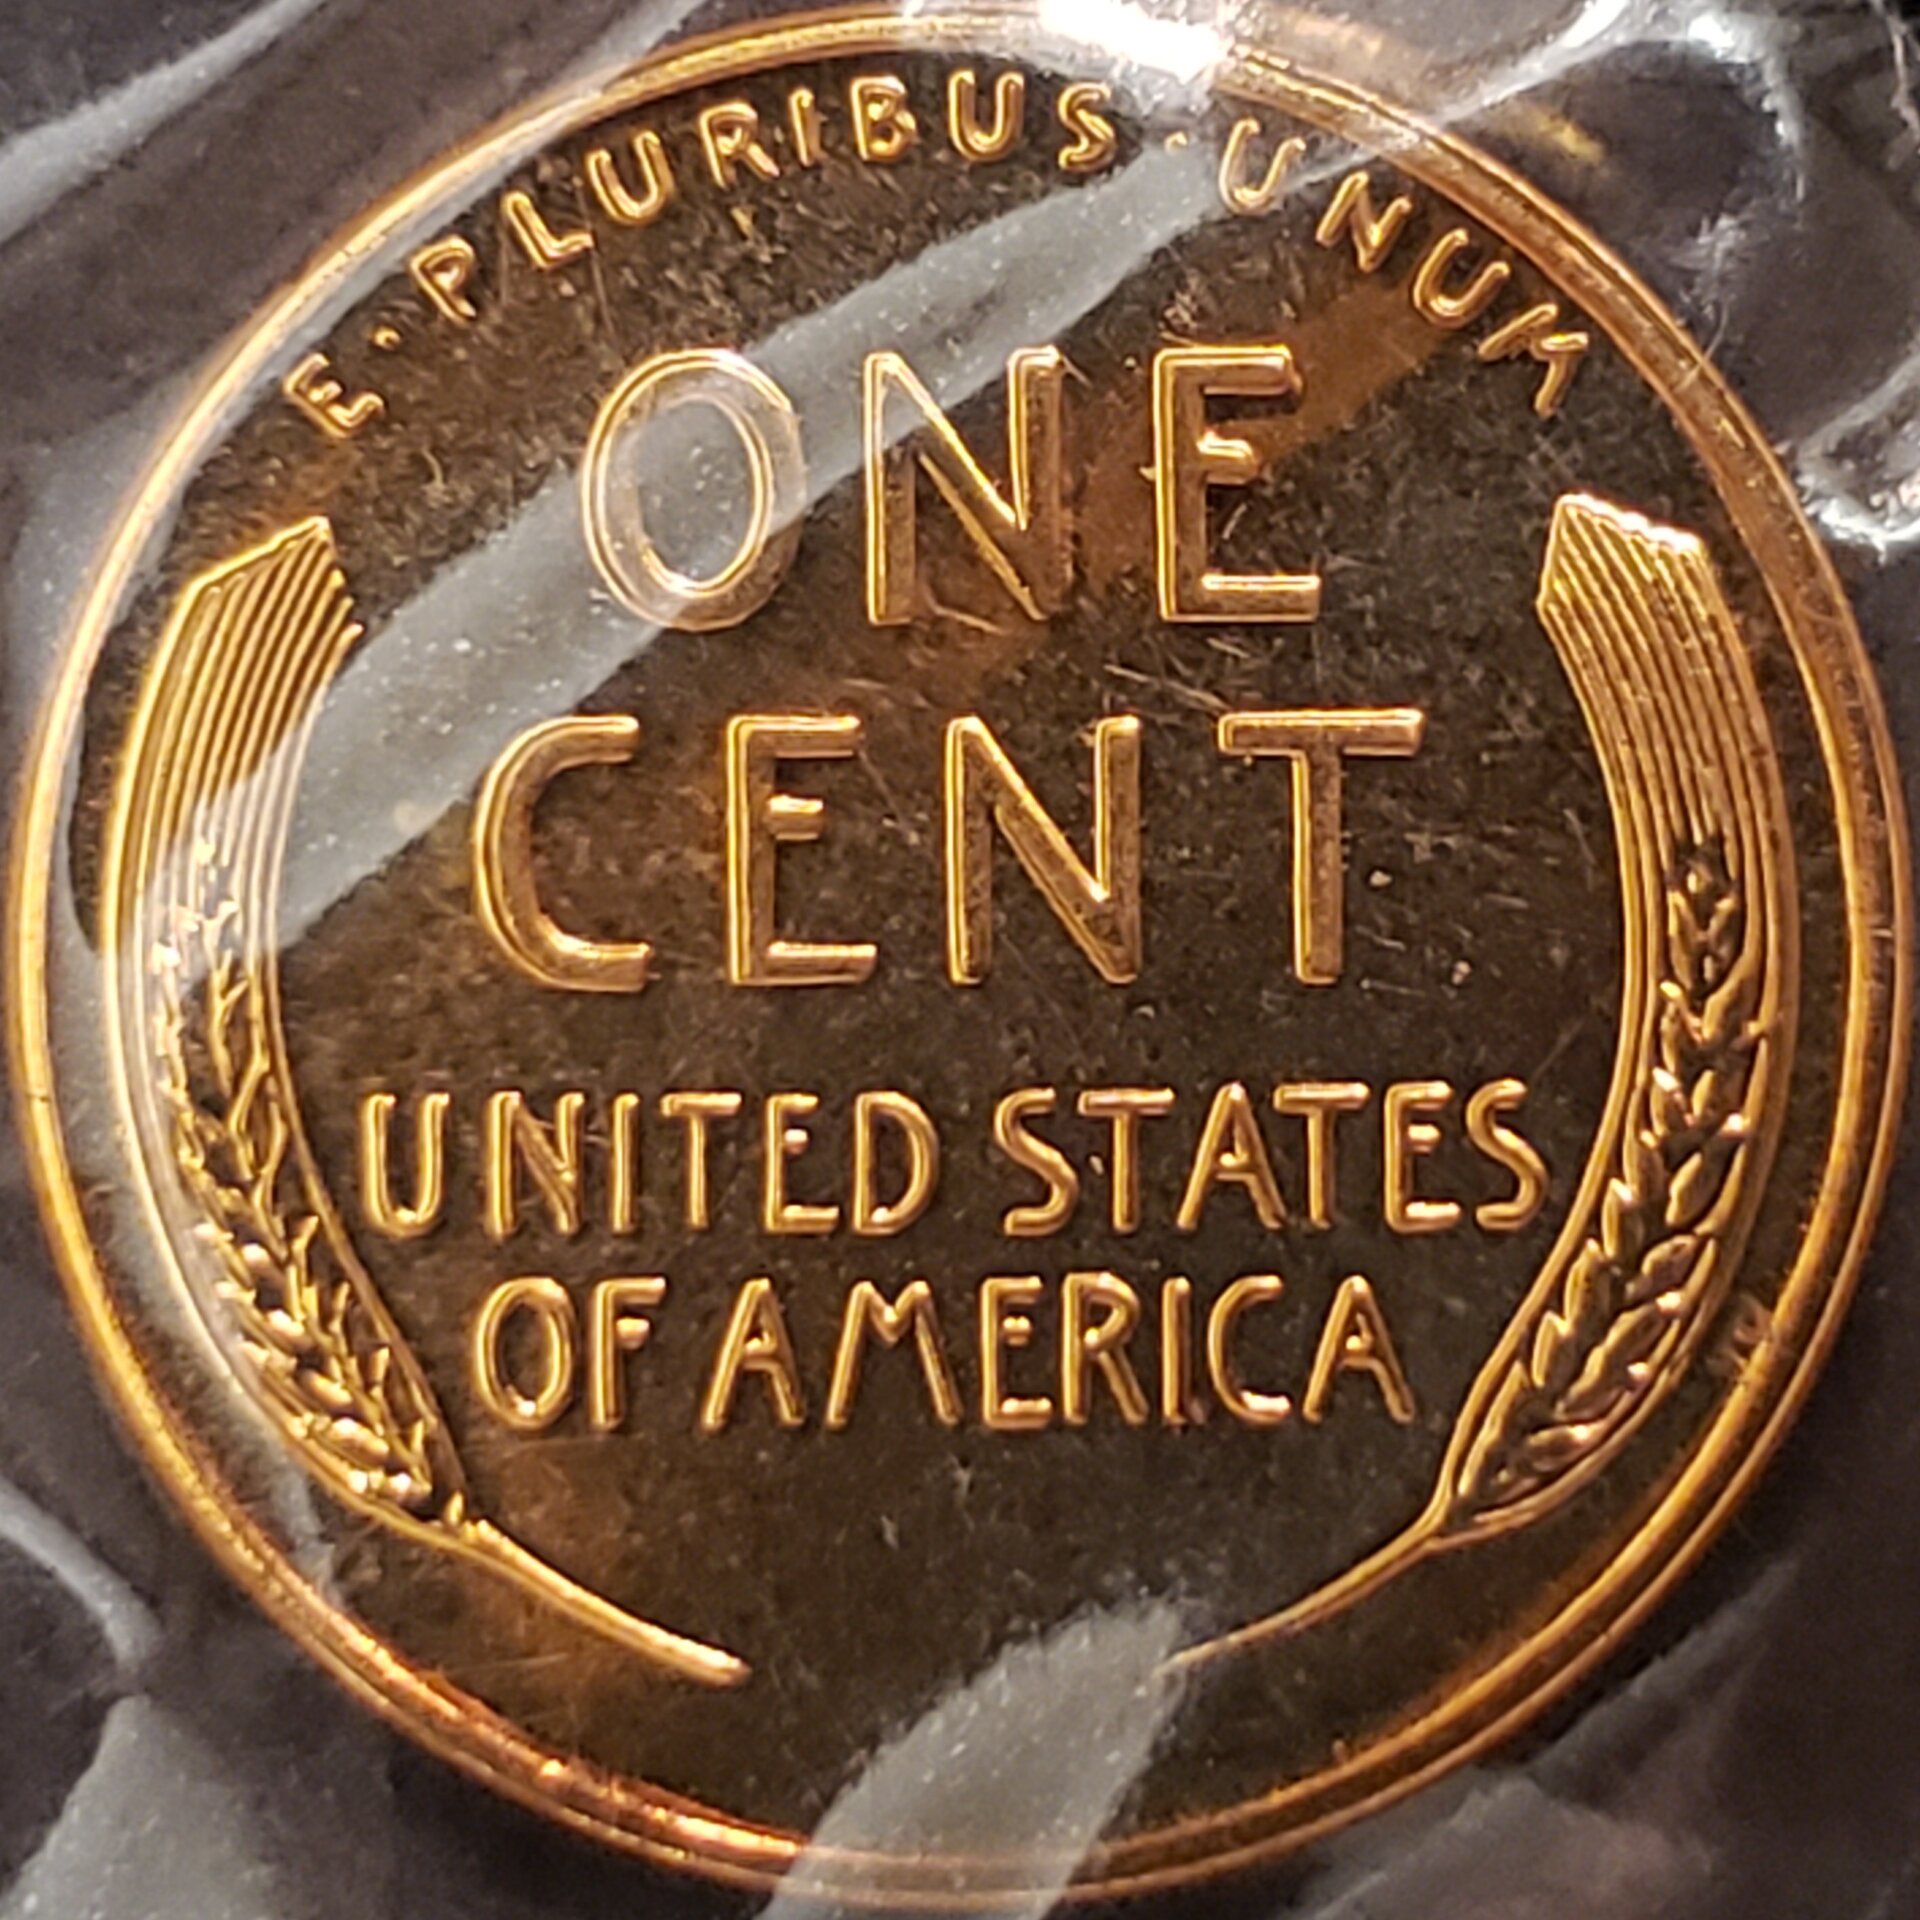 E·PLURIBUS·UNUM
ONE
CENT
UNITED STATES
OF AMERICA